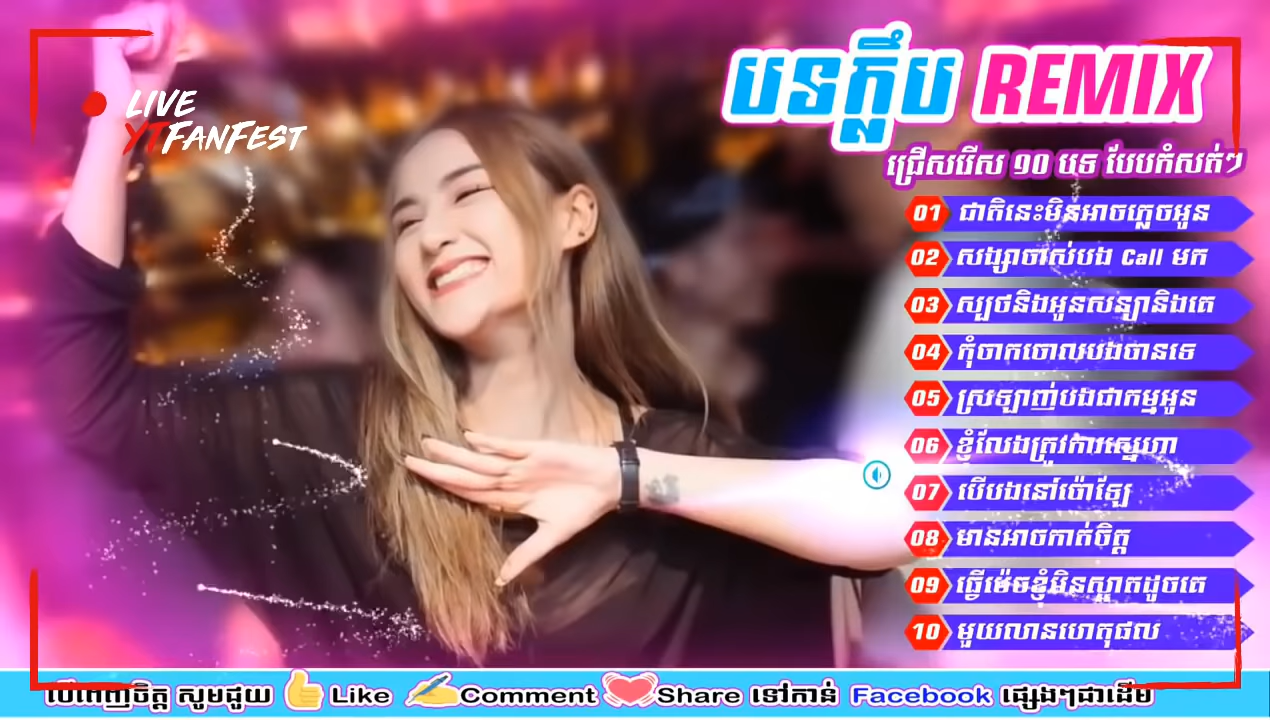 LIVE
YTFANFEST
បទក្លឹប REMIX
ជ្រើសរើស ១០ បទ បែបកំសត់ៗ
01 ជាតិនេះមិនអាចភ្លេចអូន
02 សង្សាចាស់បង Call មក
03 ស្បថនិងអូនសន្យានិងគេ
04 កុំចាកចោលបងបានទេ
05 ស្រឡាញ់បងជាកម្មអូន
06 ខ្ញុំលែងត្រូវការស្នេហា
07 បើបងនៅប៉ោឡែ
08 មានអាចកាត់ចិត្ត
09 ធ្វើម៉េចខ្ញុំមិនស្អាតដូចគេ
10 មួយលានហេតុផល
បើពេញចិត្ត សូមជួយ Like Comment Share ទៅកាន់ Facebook ផ្សេងៗជាដើម